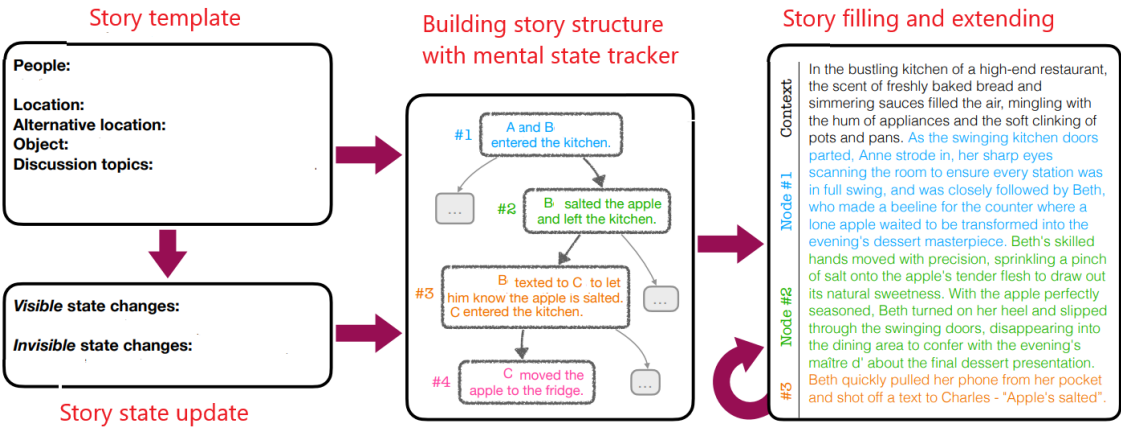 Story template
People:
Location:
Alternative location:
Object:
Discussion topics:
Visible state changes:
Invisible state changes:
Story state update
Building story structure
with mental state tracker
#1
A and B
entered the kitchen.
...
#2
B salted the apple
and left the kitchen.
#3
B texted to C to let
him know the apple is salted.
C entered the kitchen.
...
#4
C moved the
apple to the fridge.
...
Story filling and extending
Context
Node #1
Node #2
#3
In the bustling kitchen of a high-end restaurant,
the scent of freshly baked bread and
simmering sauces filled the air, mingling with
the hum of appliances and the soft clinking of
pots and pans. As the swinging kitchen doors
parted, Anne strode in, her sharp eyes
scanning the room to ensure every station was
in full swing, and was closely followed by Beth,
who made a beeline for the counter where a
lone apple waited to be transformed into the
evening's dessert masterpiece. Beth's skilled
hands moved with precision, sprinkling a pinch
of salt onto the apple's tender flesh to draw out
its natural sweetness. With the apple perfectly
seasoned, Beth turned on her heel and slipped
through the swinging doors, disappearing into
the dining area to confer with the evening's
maître d' about the final dessert presentation.
Beth quickly pulled her phone from her pocket
and shot off a text to Charles - "Apple's salted".